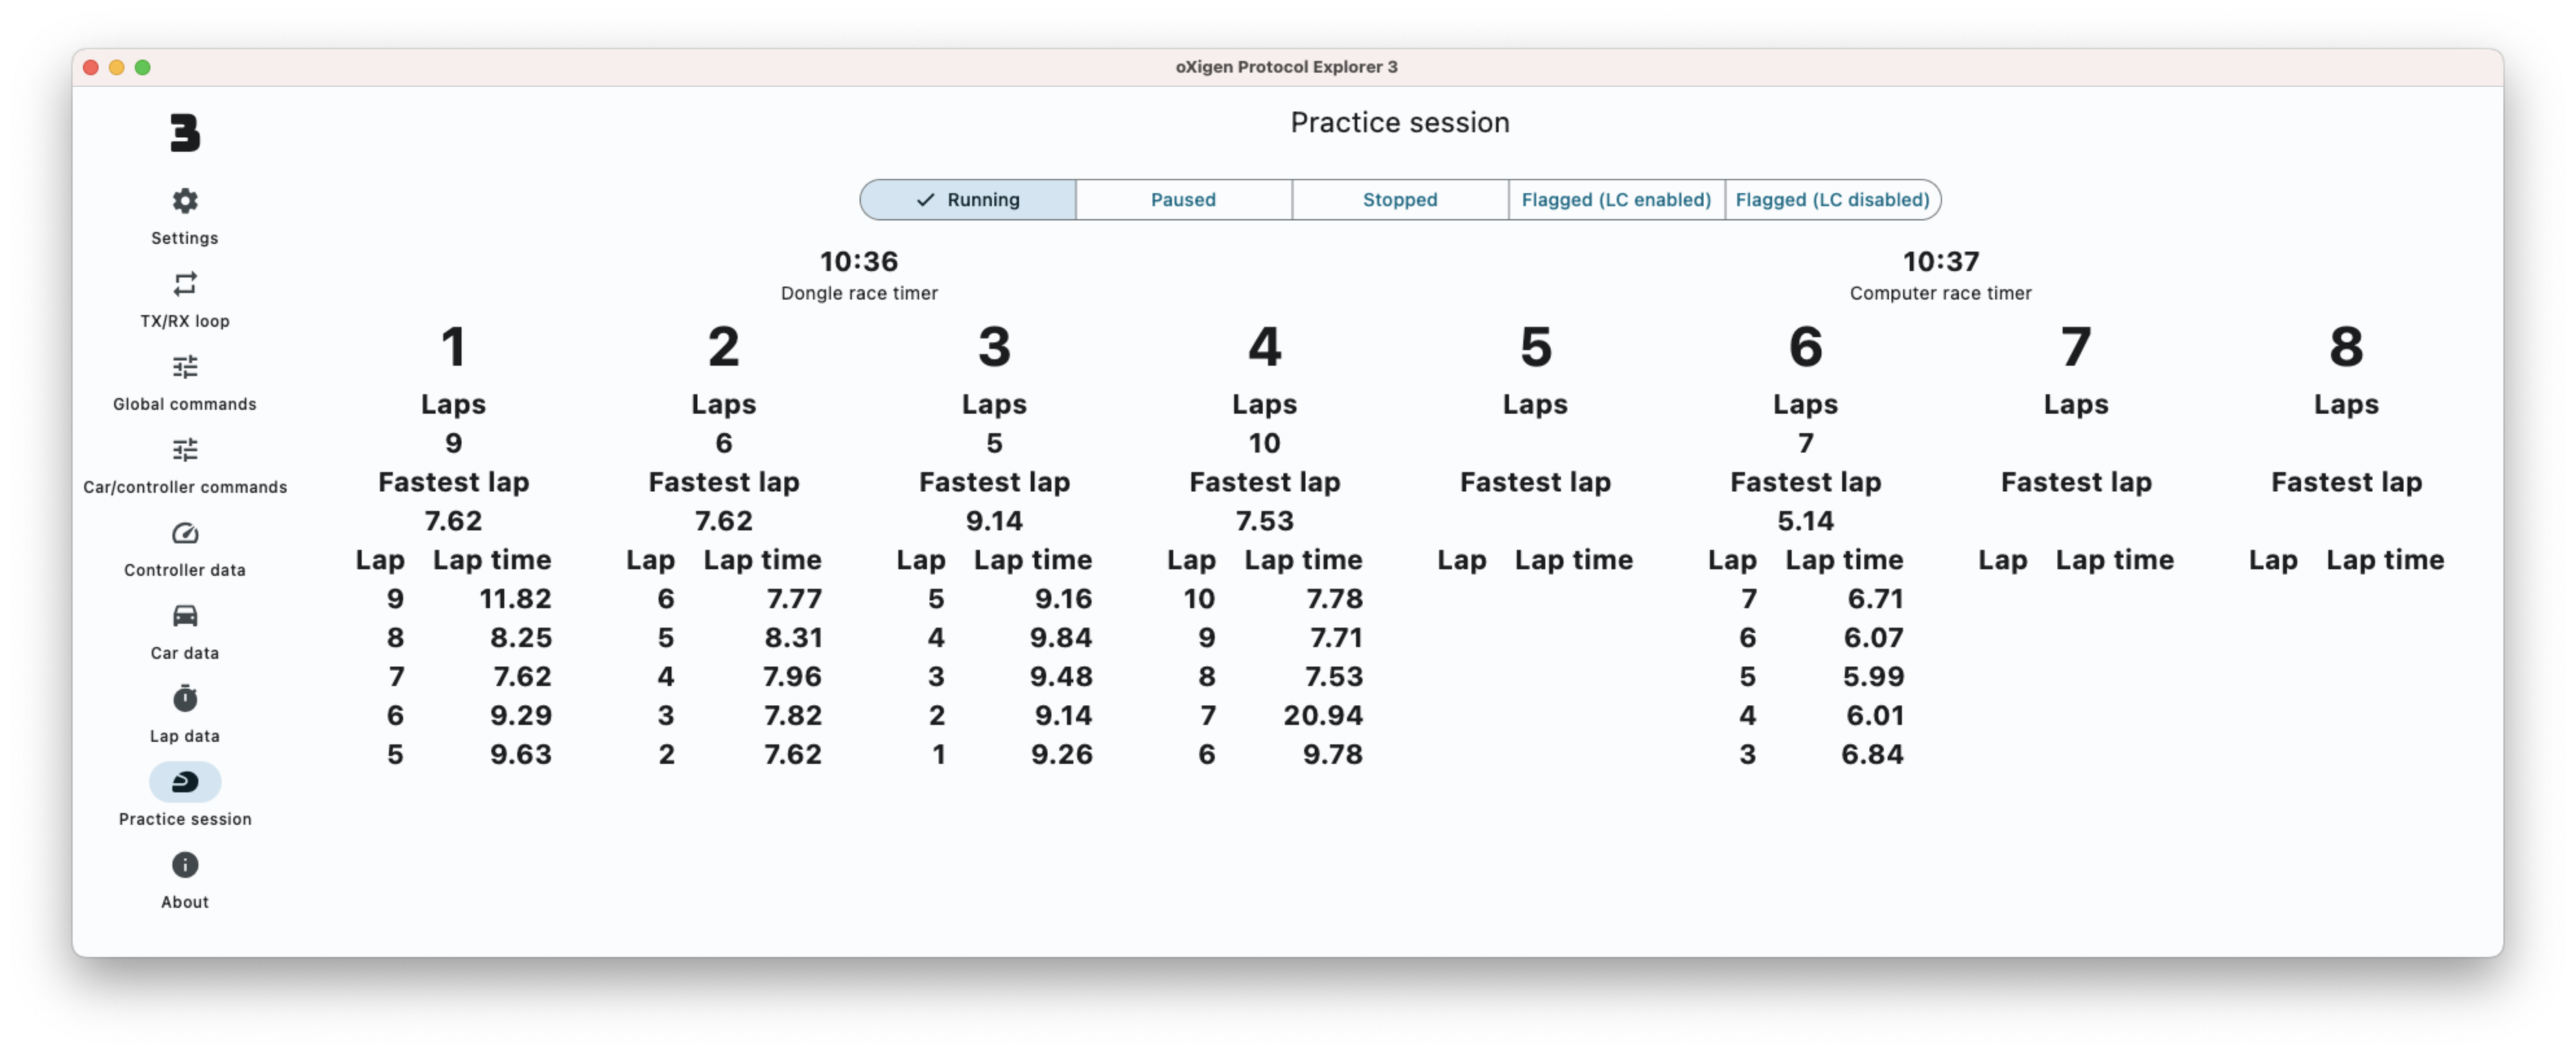 oXigen Protocol Explorer 3
3
Settings
TX/RX loop
Global commands
Car/controller commands
Controller data
Car data
Lap data
Practice session
About
Practice session
Running Paused Stopped Flagged (LC enabled) Flagged (LC disabled)
10:36 10:37
Dongle race timer Computer race timer
1 2 3 4 5 6 7 8
Laps Laps Laps Laps Laps Laps Laps Laps
9 6 5 10 7
Fastest lap Fastest lap Fastest lap Fastest lap Fastest lap Fastest lap Fastest lap Fastest lap
7.62 7.62 9.14 7.53 5.14
Lap Lap time Lap Lap time Lap Lap time Lap Lap time Lap Lap time Lap Lap time Lap Lap time Lap Lap time
9 11.82 6 7.77 5 9.16 10 7.78 7 6.71
8 8.25 5 8.31 4 9.84 9 7.71 6 6.07
7 7.62 4 7.96 3 9.48 8 7.53 5 5.99
6 9.29 3 7.82 2 9.14 7 20.94 4 6.01
5 9.63 2 7.62 1 9.26 6 9.78 3 6.84